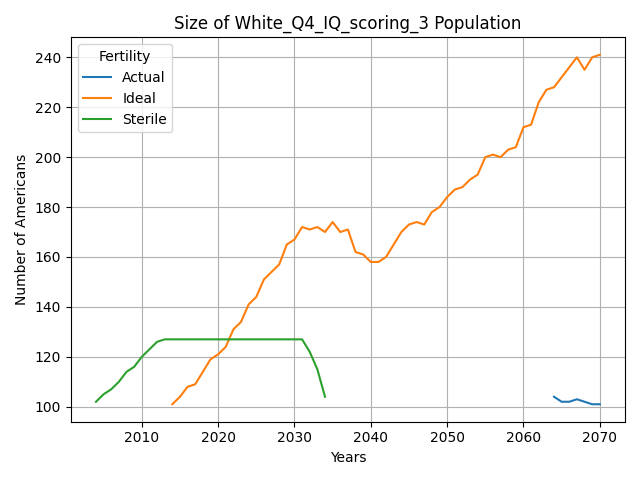 Size of White_Q4_IQ_scoring_3 Population
Fertility
Actual
Ideal
Sterile
Number of Americans
240
220
200
180
160
140
120
100
2010
2020
2030
2040
2050
2060
2070
Years